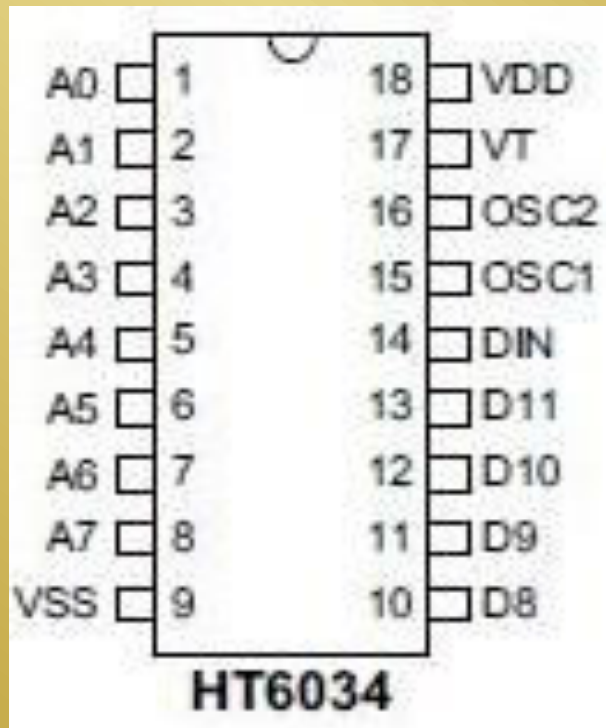 A0 1 18 VDD
A1 2 17 VT
A2 3 16 OSC2
A3 4 15 OSC1
A4 5 14 DIN
A5 6 13 D11
A6 7 12 D10
A7 8 11 D9
VSS 9 10 D8
HT6034